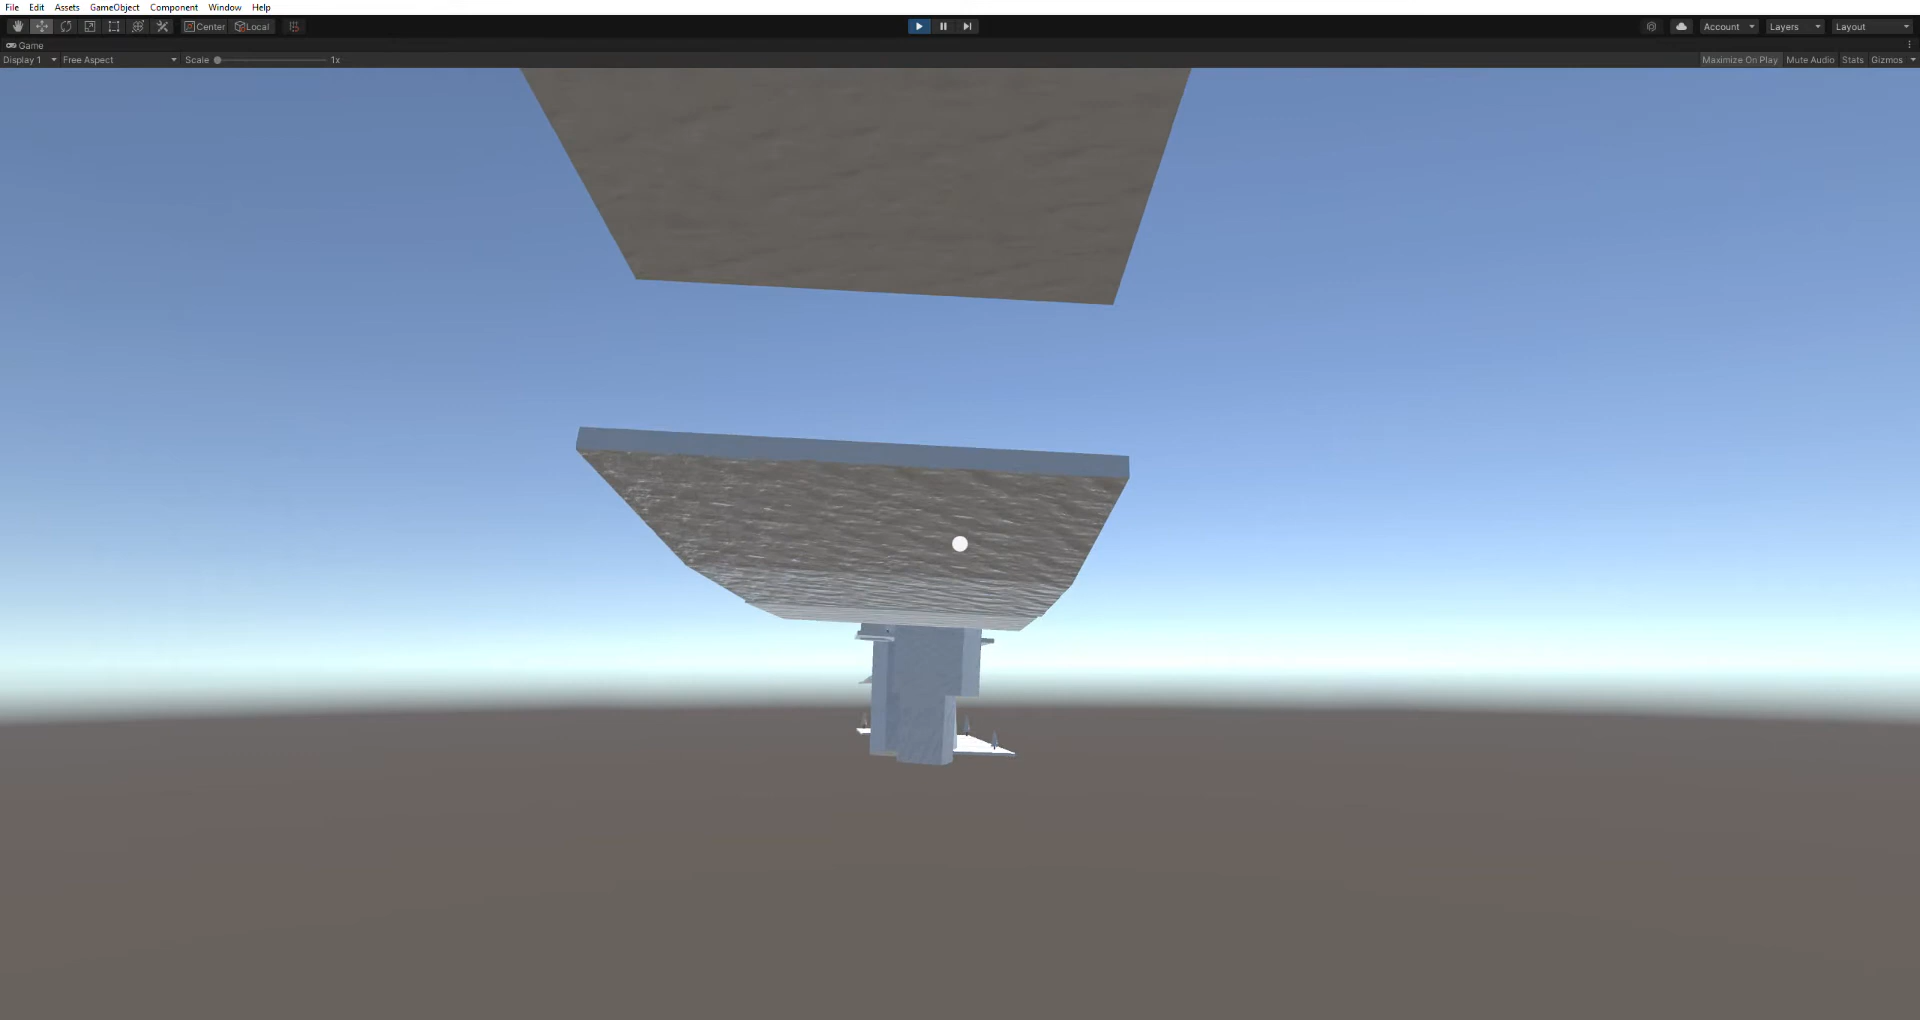 File Edit Assets GameObject Component Window Help
Center Local Account Layers Layout
Game
Display 1 Free Aspect Scale 1x Maximize On Play Mute Audio Stats Gizmos